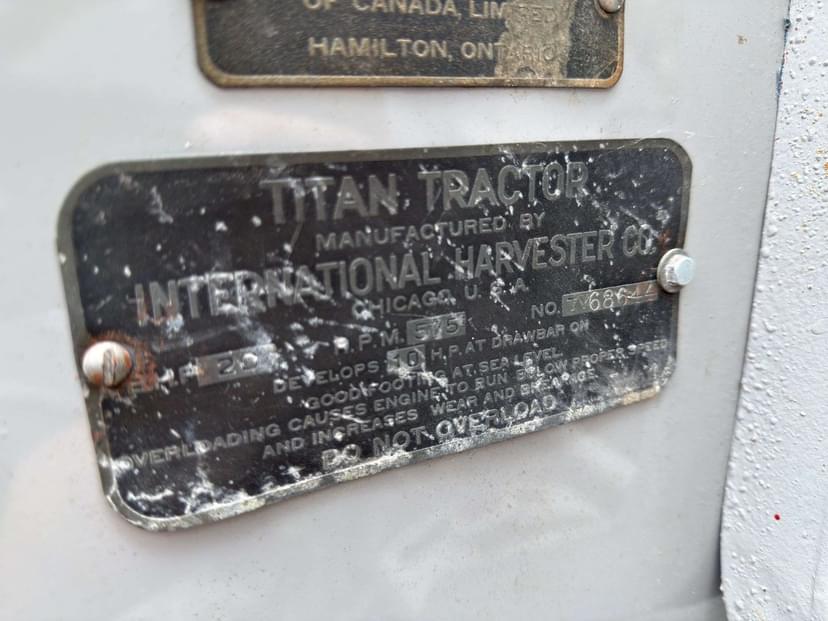 OF CANADA, LIMITED
HAMILTON, ONTARIO
TITAN TRACTOR
MANUFACTURED BY
INTERNATIONAL HARVESTER CO.
CHICAGO, U.S.A.
H.P. 20 R.P.M. 575 NO. TV68644
DEVELOPS 10 H.P. AT DRAWBAR ON
GOOD FOOTING AT SEA LEVEL.
OVERLOADING CAUSES ENGINE TO RUN BELOW PROPER SPEED
AND INCREASES WEAR AND BREAKAGE
DO NOT OVERLOAD